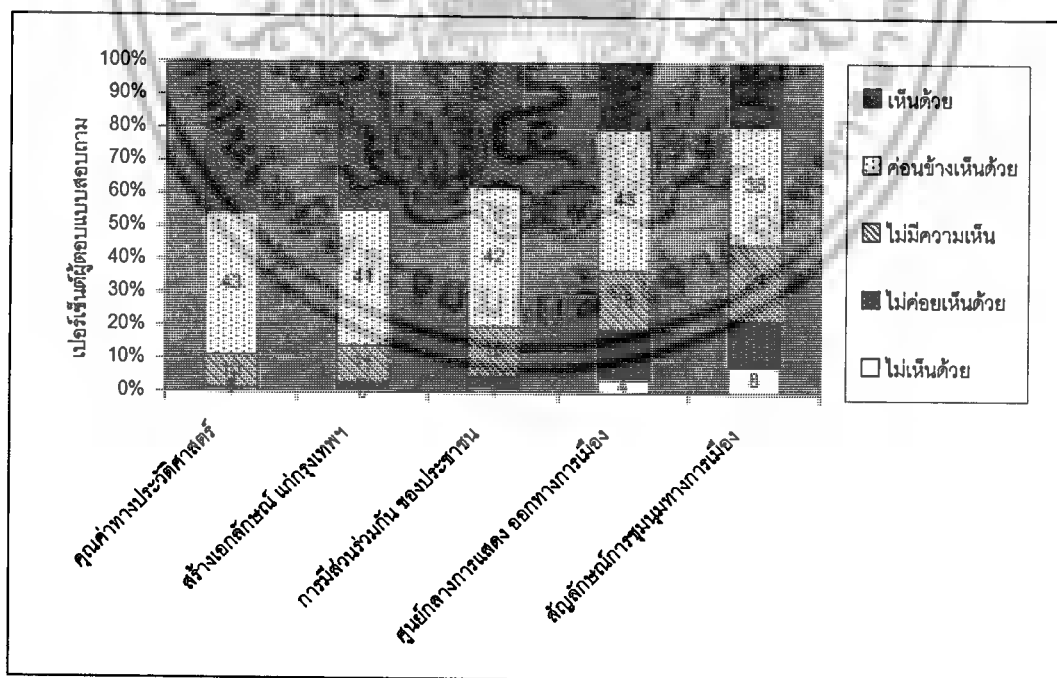 100%
90%
80%
70%
60%
50%
40%
30%
20%
10%
0%
เปอร์เซ็นต์ผู้ตอบแบบสอบถาม
43
41
42
43
36
4
8
คุณค่าทางประวัติศาสตร์
สร้างเอกลักษณ์ แก่กรุงเทพฯ
การมีส่วนร่วมกัน ของประชาชน
ศูนย์กลางการแสดง ออกทางการเมือง
สัญลักษณ์การชุมนุมทางการเมือง
เห็นด้วย
ค่อนข้างเห็นด้วย
ไม่มีความเห็น
ไม่ค่อยเห็นด้วย
ไม่เห็นด้วย